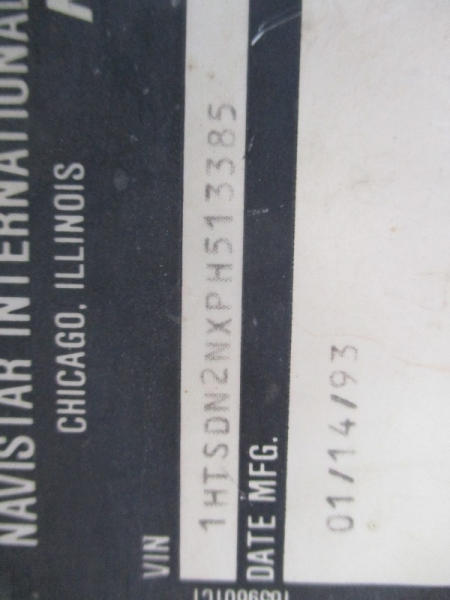 NAVISTAR INTERNATIONAL
CHICAGO, ILLINOIS
VIN 1HTSDN2NXPH513385
DATE MFG.
01/14/93